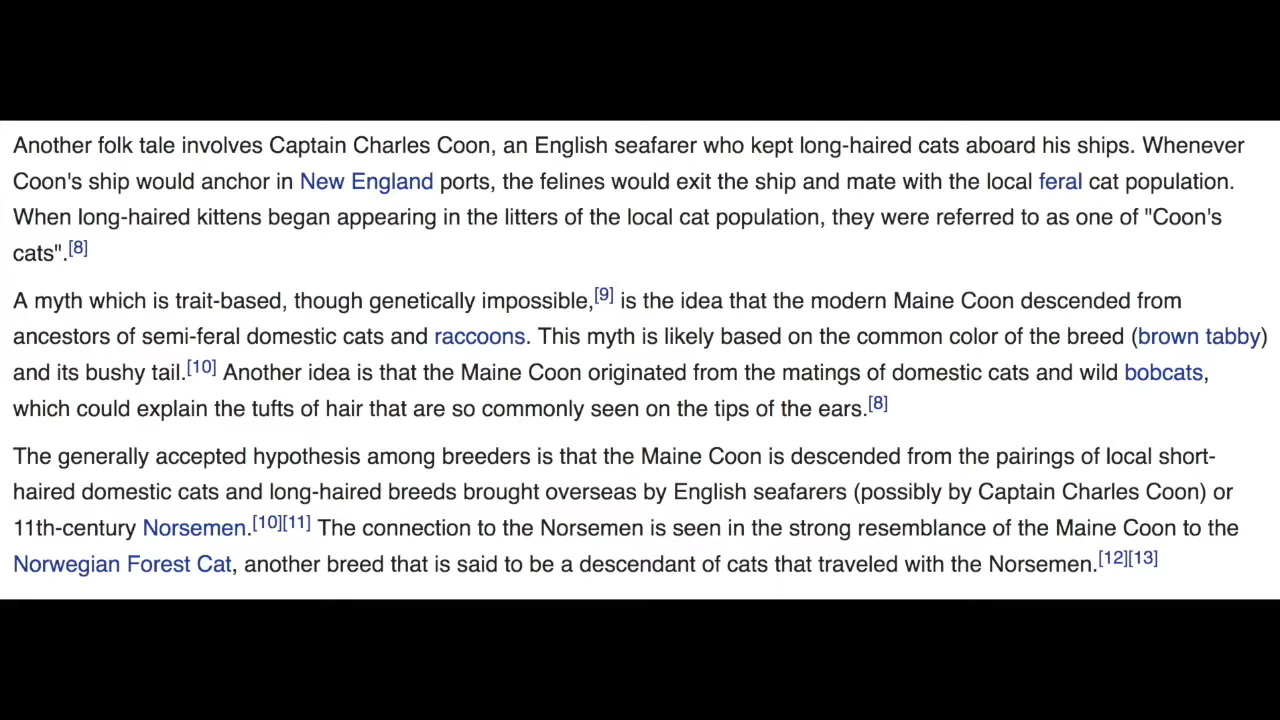 Another folk tale involves Captain Charles Coon, an English seafarer who kept long-haired cats aboard his ships. Whenever
Coon's ship would anchor in New England ports, the felines would exit the ship and mate with the local feral cat population.
When long-haired kittens began appearing in the litters of the local cat population, they were referred to as one of "Coon's
cats".[8]
A myth which is trait-based, though genetically impossible,[9] is the idea that the modern Maine Coon descended from
ancestors of semi-feral domestic cats and raccoons. This myth is likely based on the common color of the breed (brown tabby)
and its bushy tail.[10] Another idea is that the Maine Coon originated from the matings of domestic cats and wild bobcats,
which could explain the tufts of hair that are so commonly seen on the tips of the ears.[8]
The generally accepted hypothesis among breeders is that the Maine Coon is descended from the pairings of local short-
haired domestic cats and long-haired breeds brought overseas by English seafarers (possibly by Captain Charles Coon) or
11th-century Norsemen.[10][11] The connection to the Norsemen is seen in the strong resemblance of the Maine Coon to the
Norwegian Forest Cat, another breed that is said to be a descendant of cats that traveled with the Norsemen.[12][13]